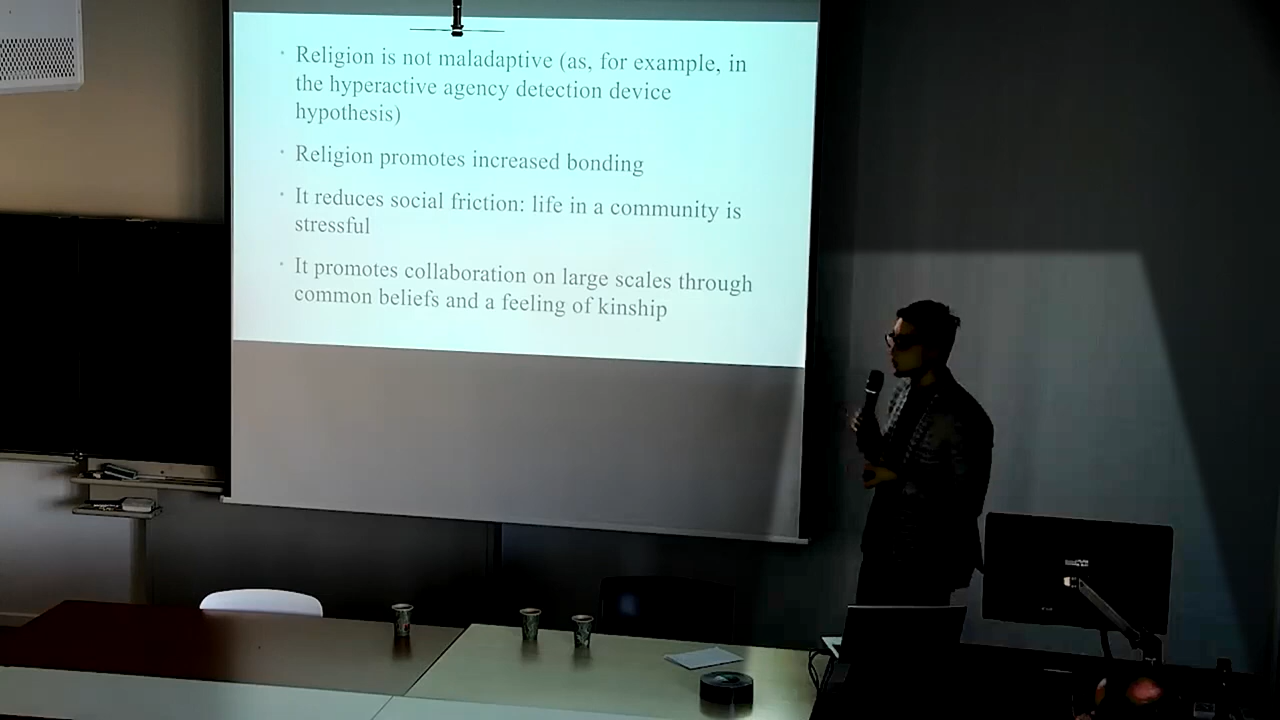 · Religion is not maladaptive (as, for example, in
the hyperactive agency detection device
hypothesis)
· Religion promotes increased bonding
· It reduces social friction: life in a community is
stressful
· It promotes collaboration on large scales through
common beliefs and a feeling of kinship